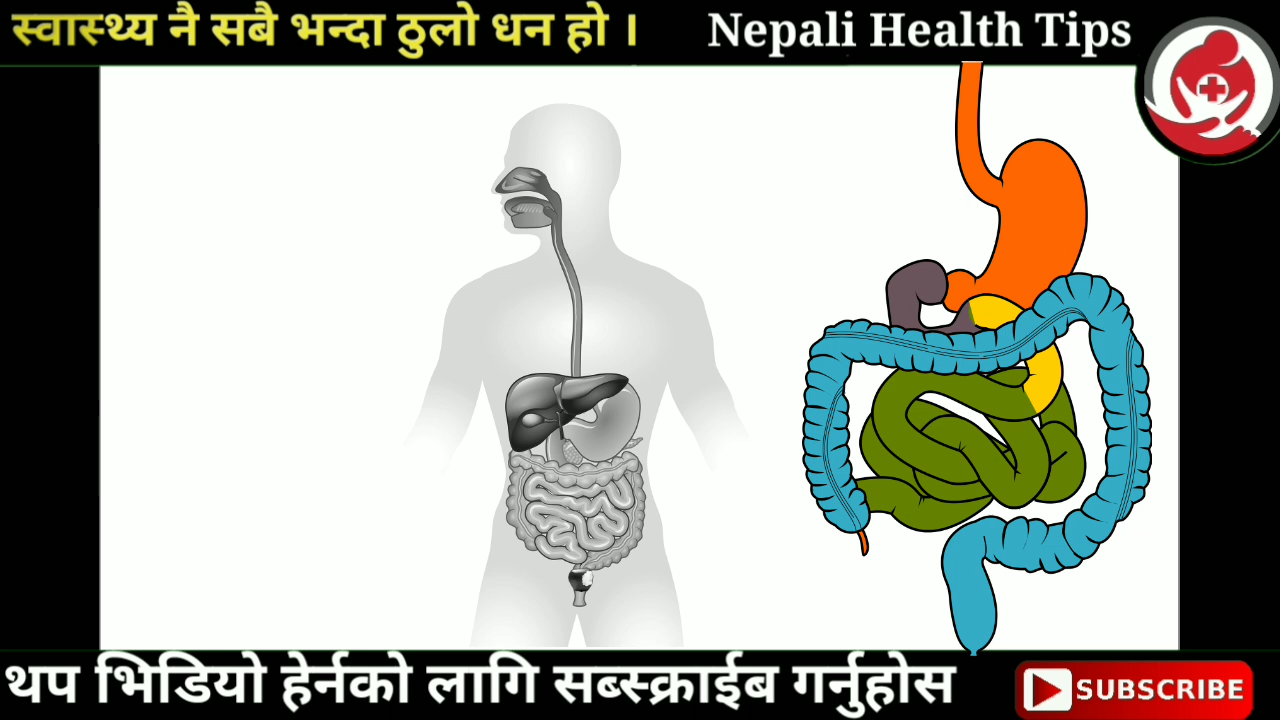 स्वास्थ्य नै सबै भन्दा ठुलो धन हो ।
Nepali Health Tips
थप भिडियो हेर्नको लागि सब्स्क्राईब गर्नुहोस
SUBSCRIBE